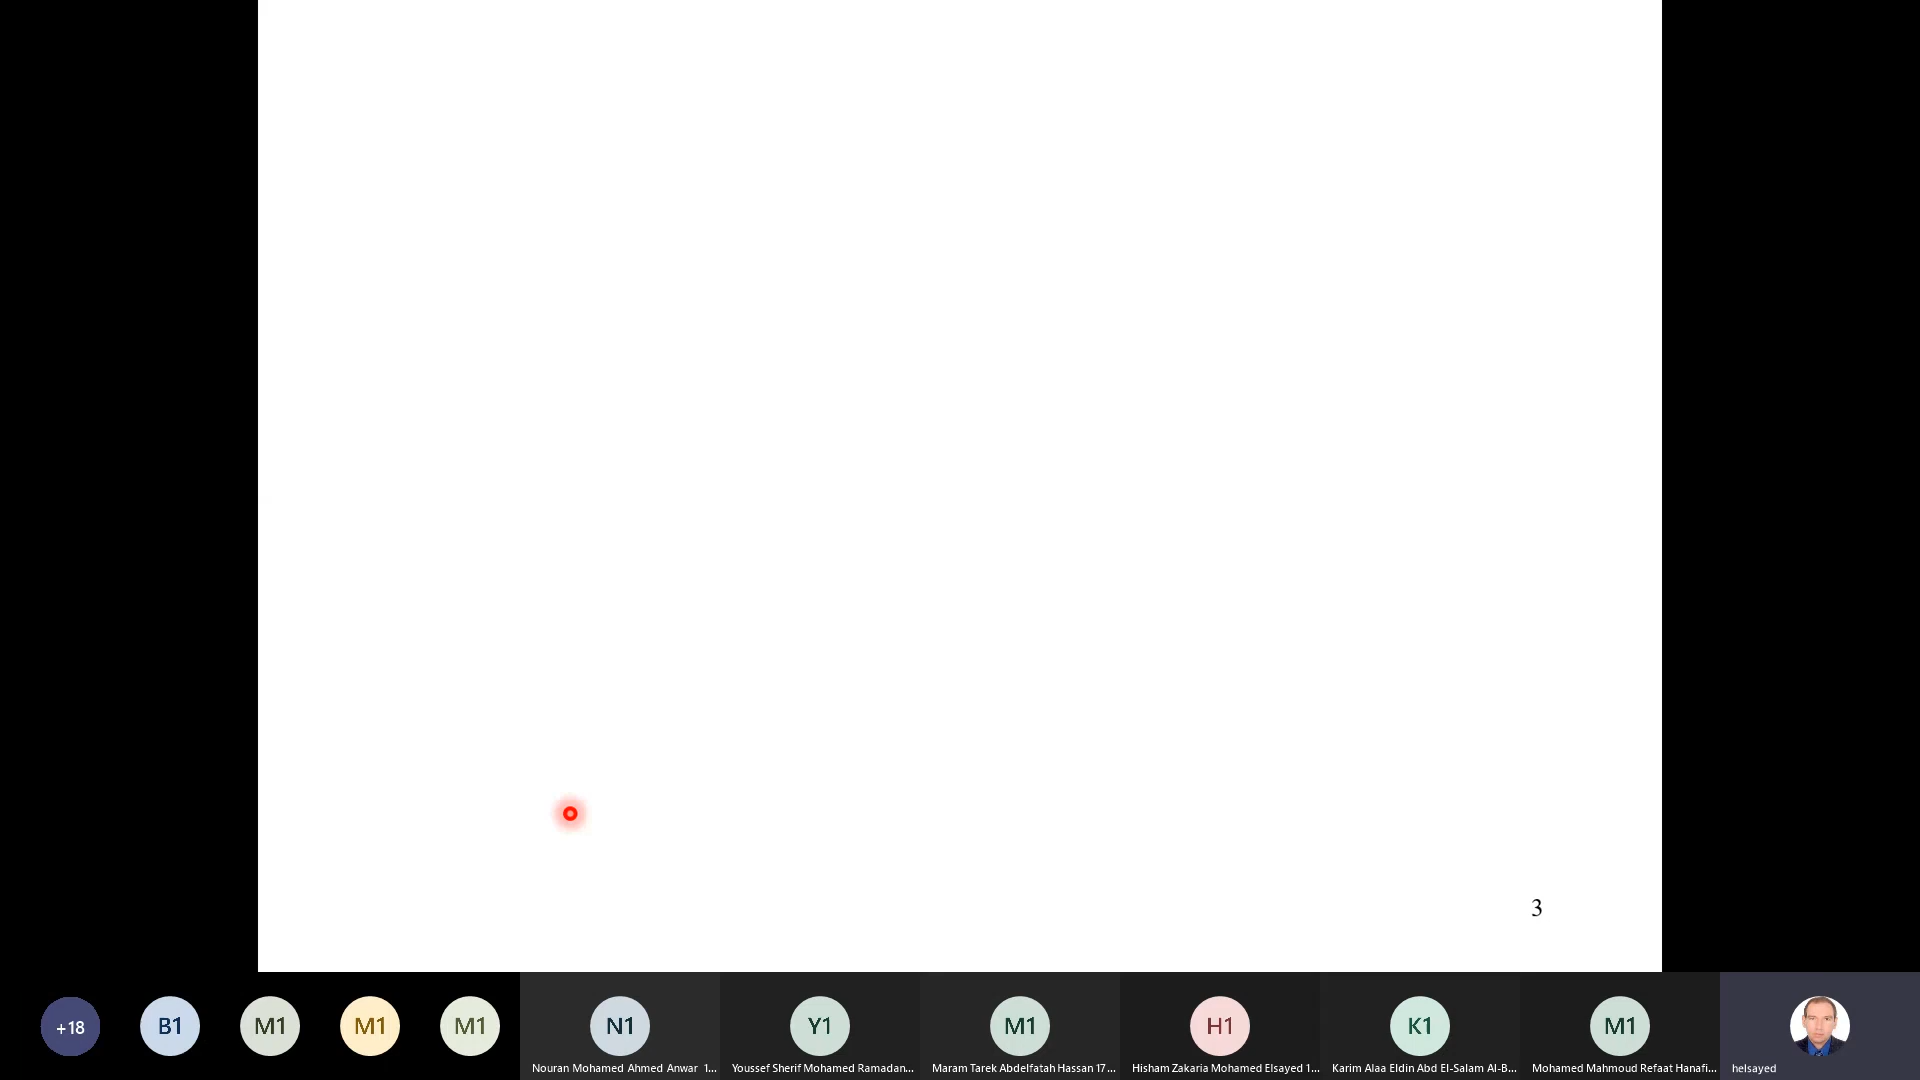 3
+18
B1
M1
M1
M1
N1
Y1
M1
H1
K1
M1
Nouran Mohamed Ahmed Anwar 1...
Youssef Sherif Mohamed Ramadan...
Maram Tarek Abdelfatah Hassan 17...
Hisham Zakaria Mohamed Elsayed 1...
Karim Alaa Eldin Abd El-Salam Al-B...
Mohamed Mahmoud Refaat Hanafi...
helsayed